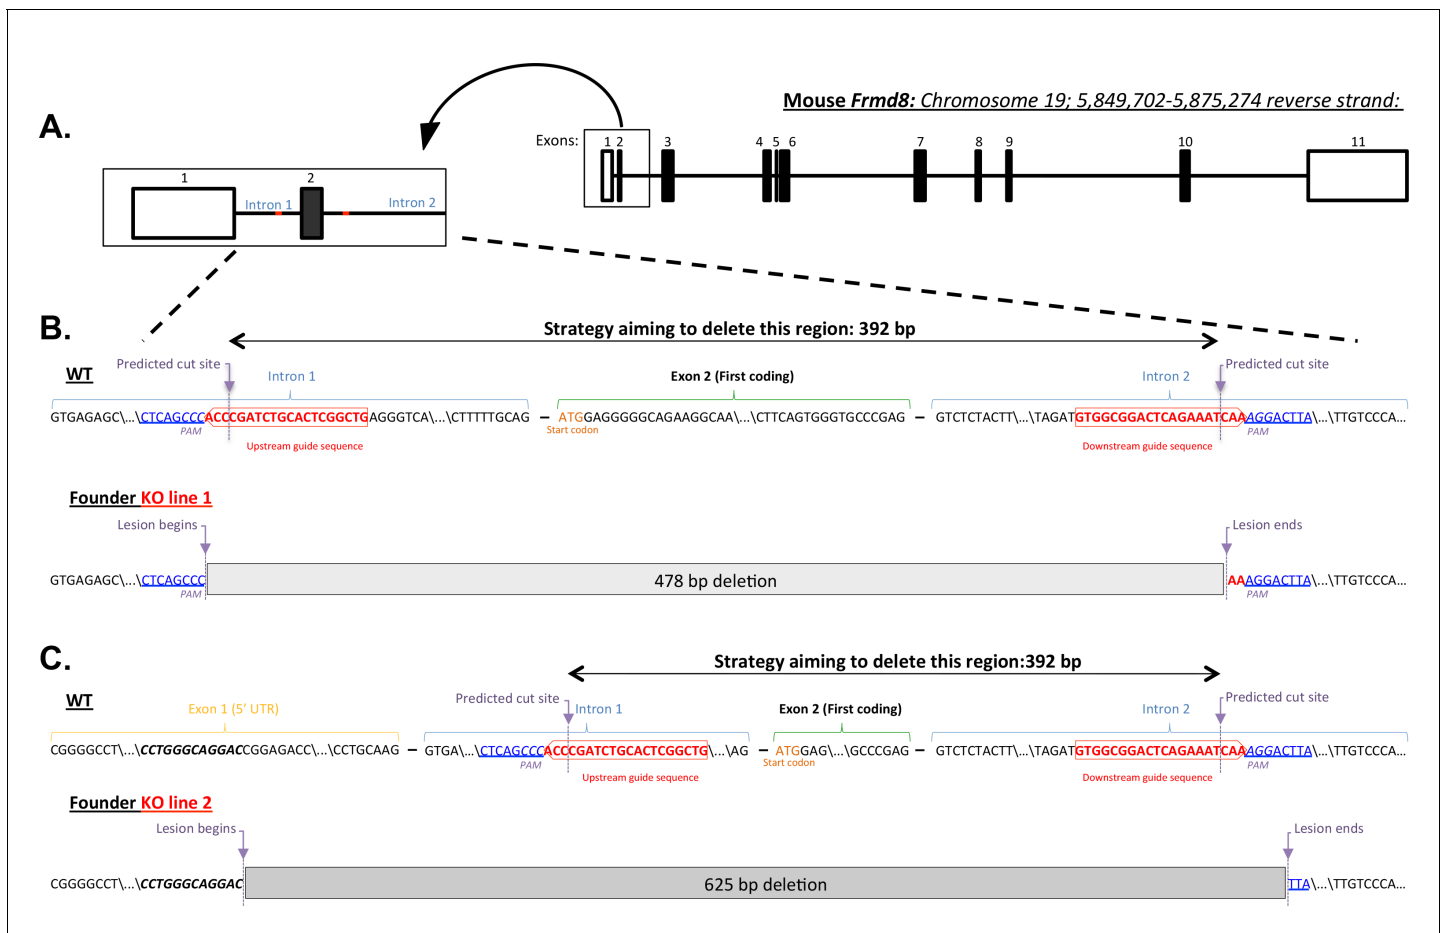 Mouse Frmd8: Chromosome 19; 5,849,702-5,875,274 reverse strand:
A.
Exons: 1 2 3 4 5 6 7 8 9 10 11
1 2
Intron 1 Intron 2
B.
Strategy aiming to delete this region: 392 bp
WT
Predicted cut site
Intron 1
Exon 2 (First coding)
Intron 2
Predicted cut site
GTGAGAGC\...\CTCAGCCCACCCGATCTGCACTCGGCTGAGGGTCA\...\CTTTTTGCAG – ATGGAGGGGGCAGAAGGCAA\...\CTTCAGTGGGTGCCCGAG – GTCTCTACTT\...\TAGATGTGGCGGACTCAGAAATCAAAGGACTTA\...\TTGTCCCA...
PAM
Upstream guide sequence
Start codon
Downstream guide sequence
PAM
Founder KO line 1
Lesion begins
Lesion ends
GTGAGAGC\...\CTCAGCCC 478 bp deletion AAAGGACTTA\...\TTGTCCCA...
PAM
PAM
C.
Strategy aiming to delete this region:392 bp
WT
Exon 1 (5' UTR)
Predicted cut site
Intron 1
Exon 2 (First coding)
Intron 2
Predicted cut site
CGGGGCCT\...\CCTGGGCAGGACCGGAGACC\...\CCTGCAAG – GTGA\...\CTCAGCCCACCCGATCTGCACTCGGCTG\...\AG – ATGGAG\...\GCCCGAG – GTCTCTACTT\...\TAGATGTGGCGGACTCAGAAATCAAAGGACTTA\...\TTGTCCCA...
PAM
Upstream guide sequence
Start codon
Downstream guide sequence
PAM
Founder KO line 2
Lesion begins
Lesion ends
CGGGGCCT\...\CCTGGGCAGGAC 625 bp deletion TTA\...\TTGTCCCA...